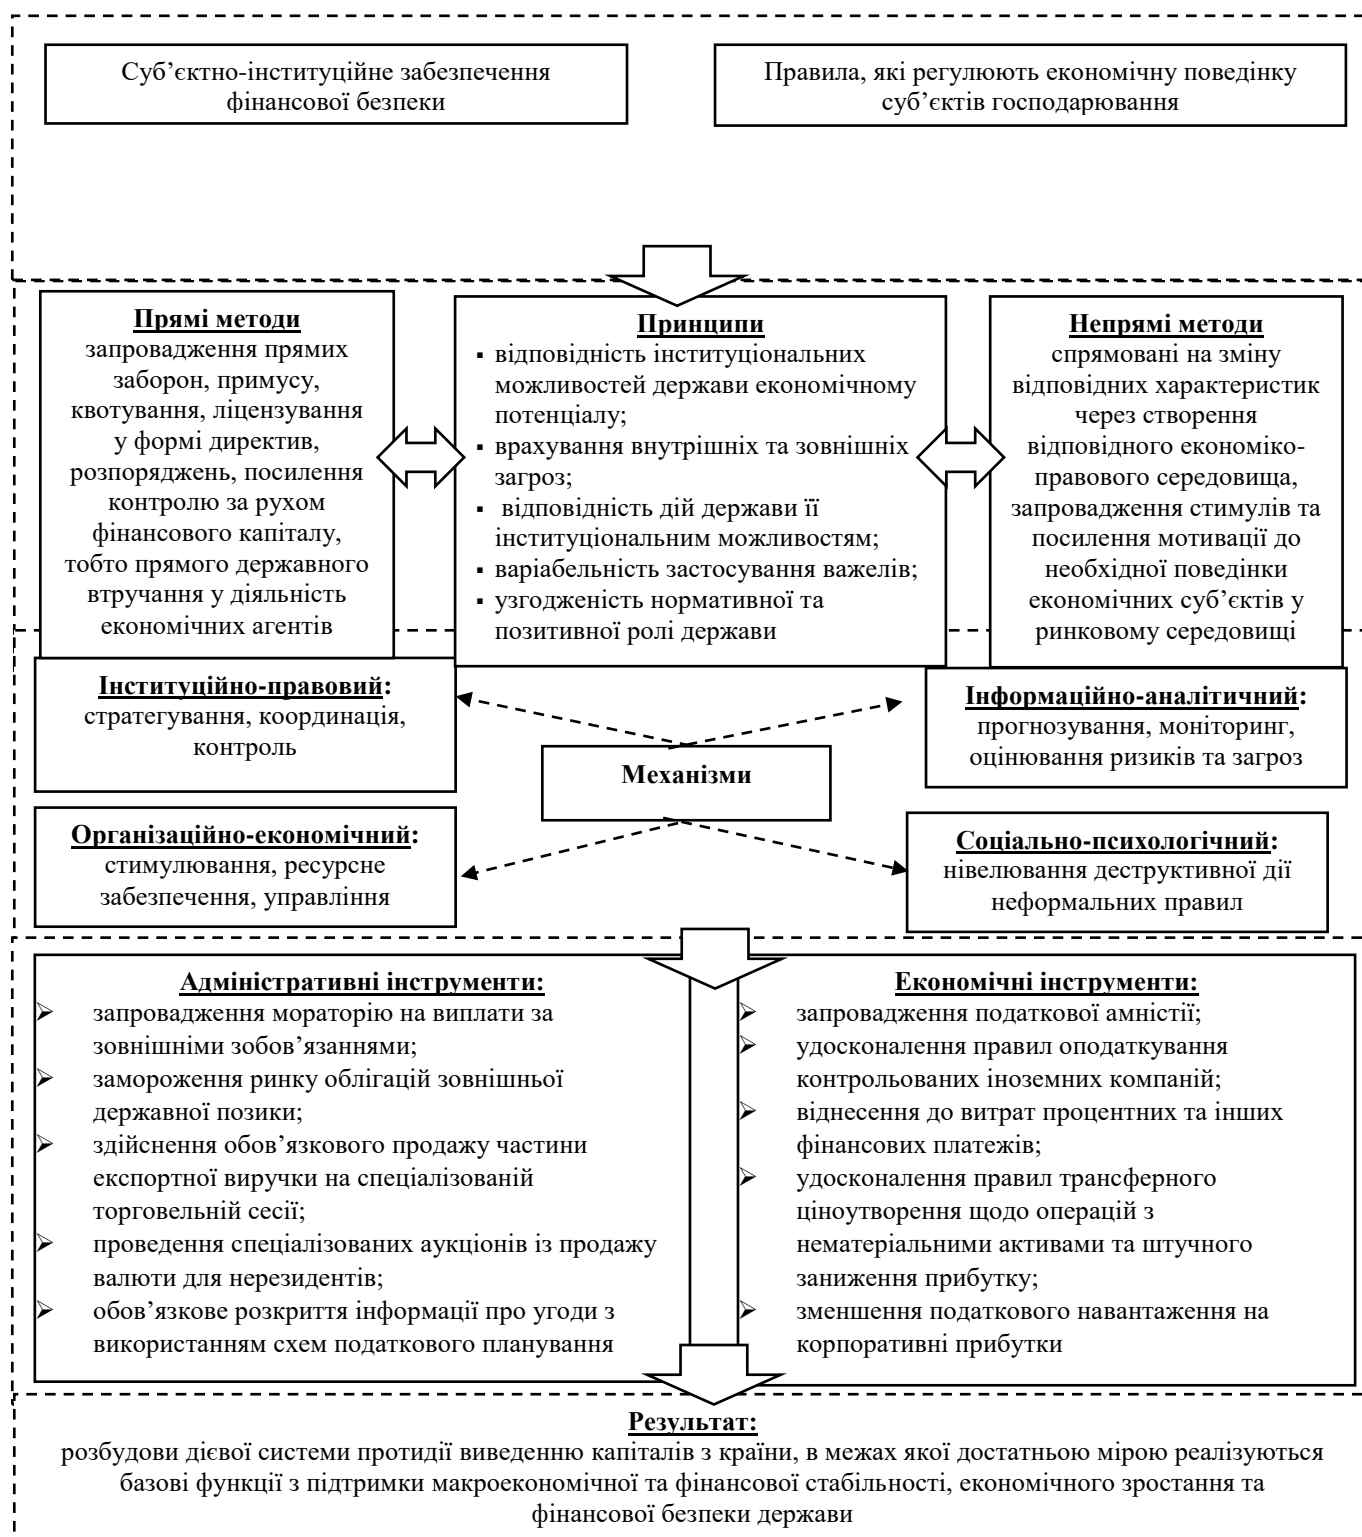 Суб’єктно-інституційне забезпечення
фінансової безпеки
Правила, які регулюють економічну поведінку
суб’єктів господарювання
Прямі методи
запровадження прямих
заборон, примусу,
квотування, ліцензування
у формі директив,
розпоряджень, посилення
контролю за рухом
фінансового капіталу,
тобто прямого державного
втручання у діяльність
економічних агентів
Принципи
▪ відповідність інституціональних
можливостей держави економічному
потенціалу;
▪ врахування внутрішніх та зовнішніх
загроз;
▪ відповідність дій держави її
інституціональним можливостям;
▪ варіабельність застосування важелів;
▪ узгодженість нормативної та
позитивної ролі держави
Непрямі методи
спрямовані на зміну
відповідних характеристик
через створення
відповідного економіко-
правового середовища,
запровадження стимулів та
посилення мотивації до
необхідної поведінки
економічних суб’єктів у
ринковому середовищі
Інституційно-правовий:
стратегування, координація,
контроль
Інформаційно-аналітичний:
прогнозування, моніторинг,
оцінювання ризиків та загроз
Механізми
Організаційно-економічний:
стимулювання, ресурсне
забезпечення, управління
Соціально-психологічний:
нівелювання деструктивної дії
неформальних правил
Адміністративні інструменти:
➢ запровадження мораторію на виплати за
зовнішніми зобов’язаннями;
➢ замороження ринку облігацій зовнішньої
державної позики;
➢ здійснення обов’язкового продажу частини
експортної виручки на спеціалізованій
торговельній сесії;
➢ проведення спеціалізованих аукціонів із продажу
валюти для нерезидентів;
➢ обов’язкове розкриття інформації про угоди з
використанням схем податкового планування
Економічні інструменти:
➢ запровадження податкової амністії;
➢ удосконалення правил оподаткування
контрольованих іноземних компаній;
➢ віднесення до витрат процентних та інших
фінансових платежів;
➢ удосконалення правил трансферного
ціноутворення щодо операцій з
нематеріальними активами та штучного
заниження прибутку;
➢ зменшення податкового навантаження на
корпоративні прибутки
Результат:
розбудови дієвої системи протидії виведенню капіталів з країни, в межах якої достатньою мірою реалізуються
базові функції з підтримки макроекономічної та фінансової стабільності, економічного зростання та
фінансової безпеки держави